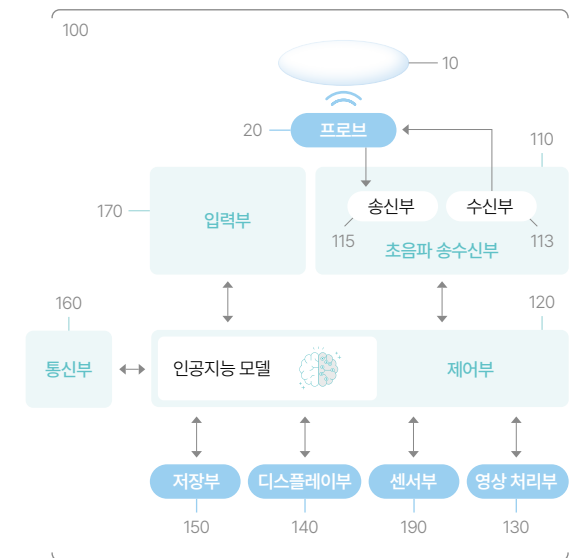 100
10
20
프로브
110
170
입력부
송신부
수신부
115
113
초음파 송수신부
160
120
통신부
인공지능 모델
제어부
저장부
디스플레이부
센서부
영상 처리부
150
140
190
130